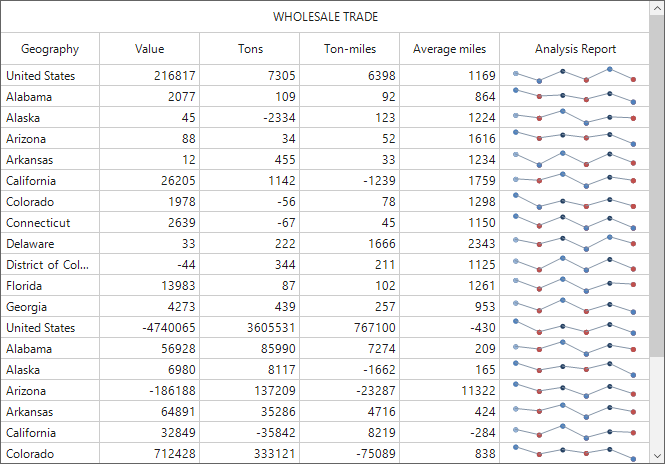 WHOLESALE TRADE
Geography Value Tons Ton-miles Average miles Analysis Report
United States 216817 7305 6398 1169
Alabama 2077 109 92 864
Alaska 45 -2334 123 1224
Arizona 88 34 52 1616
Arkansas 12 455 33 1234
California 26205 1142 -1239 1759
Colorado 1978 -56 78 1298
Connecticut 2639 -67 45 1150
Delaware 33 222 1666 2343
District of Col... -44 344 211 1125
Florida 13983 87 102 1261
Georgia 4273 439 257 953
United States -4740065 3605531 767100 -430
Alabama 56928 85990 7274 209
Alaska 6980 8117 -1662 165
Arizona -186188 137209 -23287 11322
Arkansas 64891 35286 4716 424
California 32849 -35842 8219 -284
Colorado 712428 333121 -75089 838